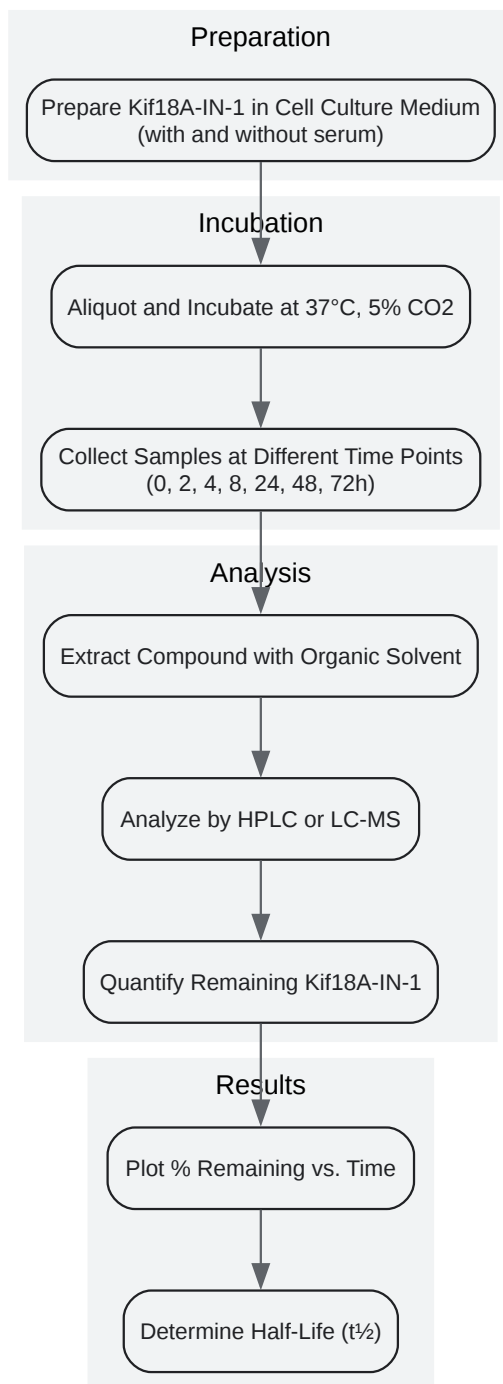 Preparation
Prepare Kif18A-IN-1 in Cell Culture Medium
(with and without serum)
Incubation
Aliquot and Incubate at 37°C, 5% CO2
Collect Samples at Different Time Points
(0, 2, 4, 8, 24, 48, 72h)
Analysis
Extract Compound with Organic Solvent
Analyze by HPLC or LC-MS
Quantify Remaining Kif18A-IN-1
Results
Plot % Remaining vs. Time
Determine Half-Life (t½)